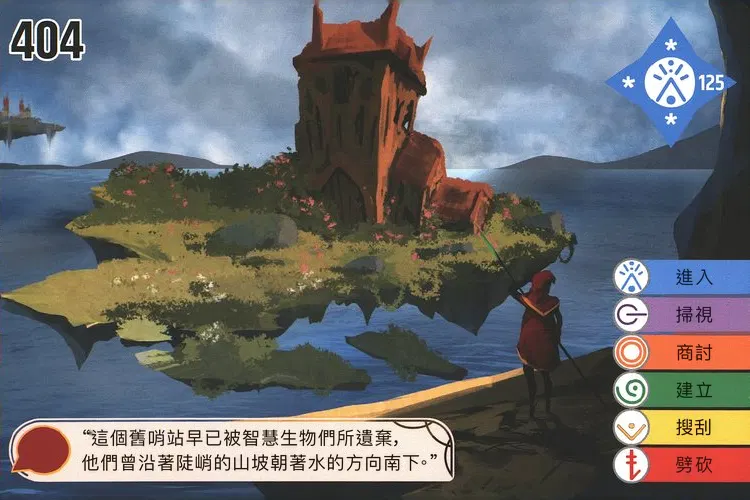 404
* * 125
*
*
進入
掃視
商討
建立
搜刮
劈砍
“這個舊哨站早已被智慧生物們所遺棄，
他們曾沿著陡峭的山坡朝著水的方向南下。”